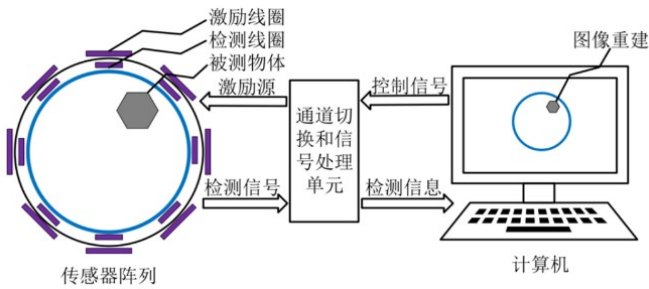 激励线圈
检测线圈
被测物体
激励源
控制信号
图像重建
通道切
换和信
号处理
单元
检测信号
检测信息
传感器阵列
计算机